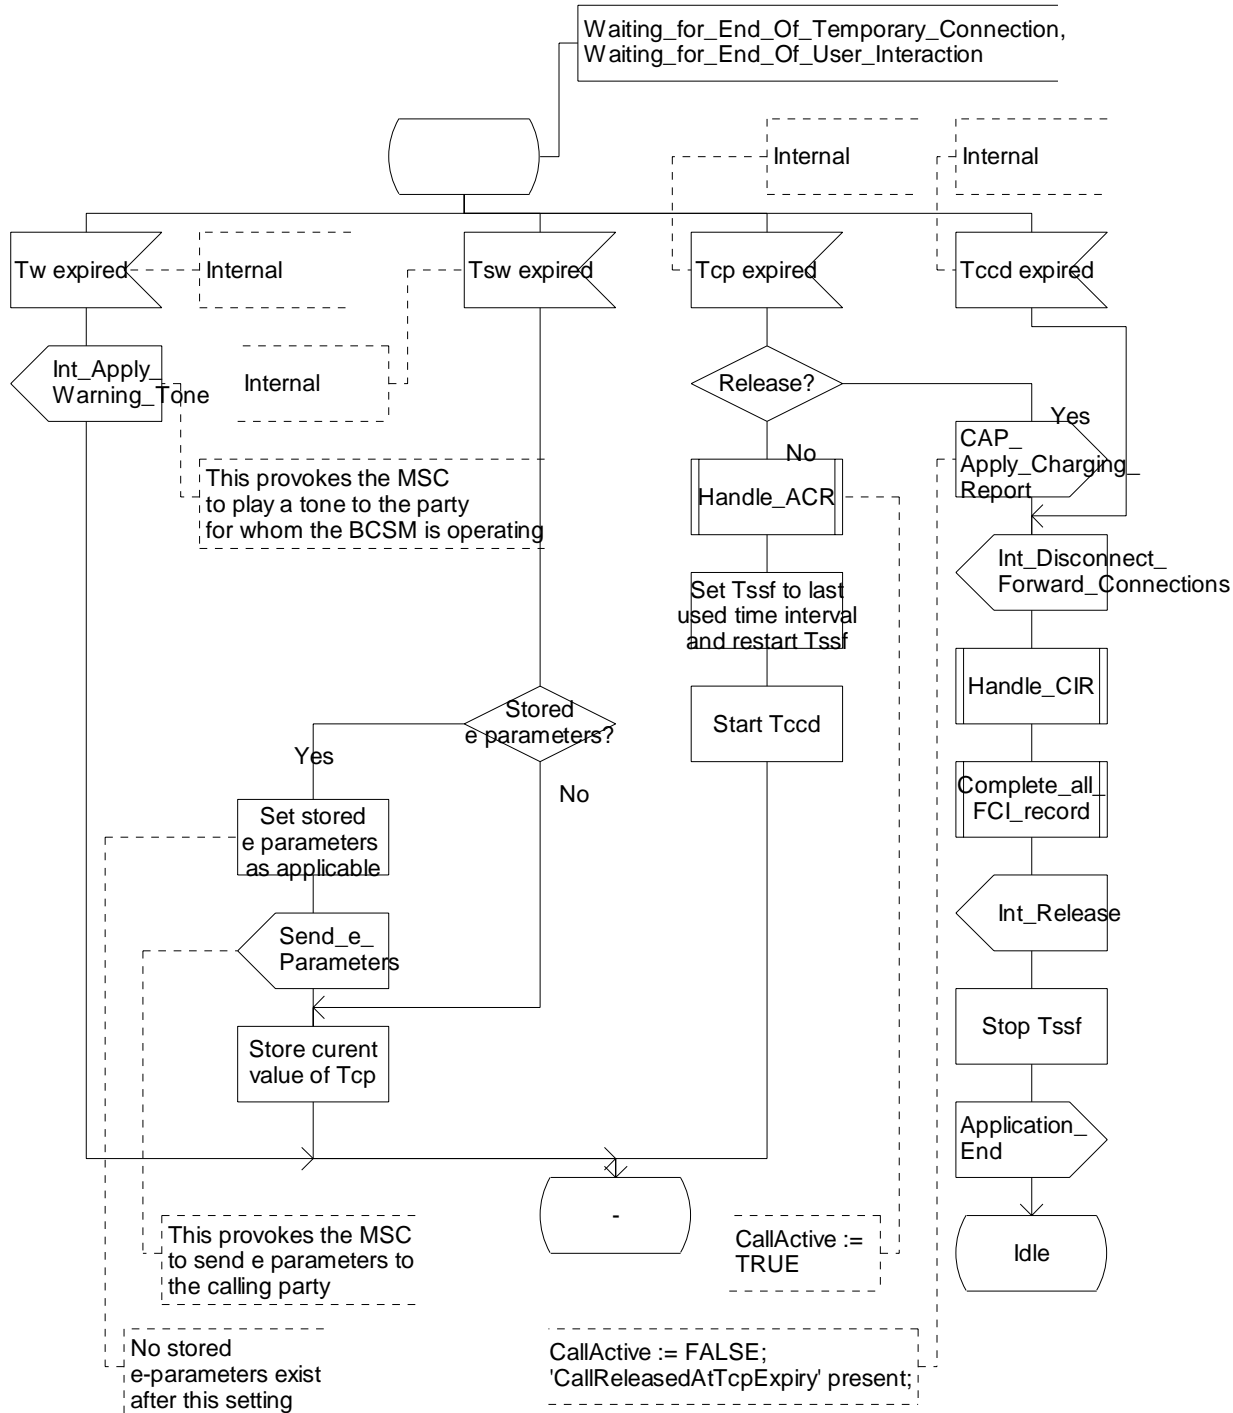 Waiting_for_End_Of_Temporary_Connection,
Waiting_for_End_Of_User_Interaction
Internal
Internal
Tw expired
Internal
Tsw expired
Tcp expired
Tccd expired
Int_Apply_
Warning_Tone
Internal
Release?
Yes
No
CAP_
Apply_Charging_
Report
This provokes the MSC
to play a tone to the party
for whom the BCSM is operating
Handle_ACR
Int_Disconnect_
Forward_Connections
Set Tssf to last
used time interval
and restart Tssf
Handle_CIR
Stored
e parameters?
Start Tccd
Yes
No
Complete_all_
FCI_record
Set stored
e parameters
as applicable
Int_Release
Send_e_
Parameters
Stop Tssf
Store curent
value of Tcp
Application_
End
-
This provokes the MSC
to send e parameters to
the calling party
CallActive :=
TRUE
Idle
No stored
e-parameters exist
after this setting
CallActive := FALSE;
'CallReleasedAtTcpExpiry' present;